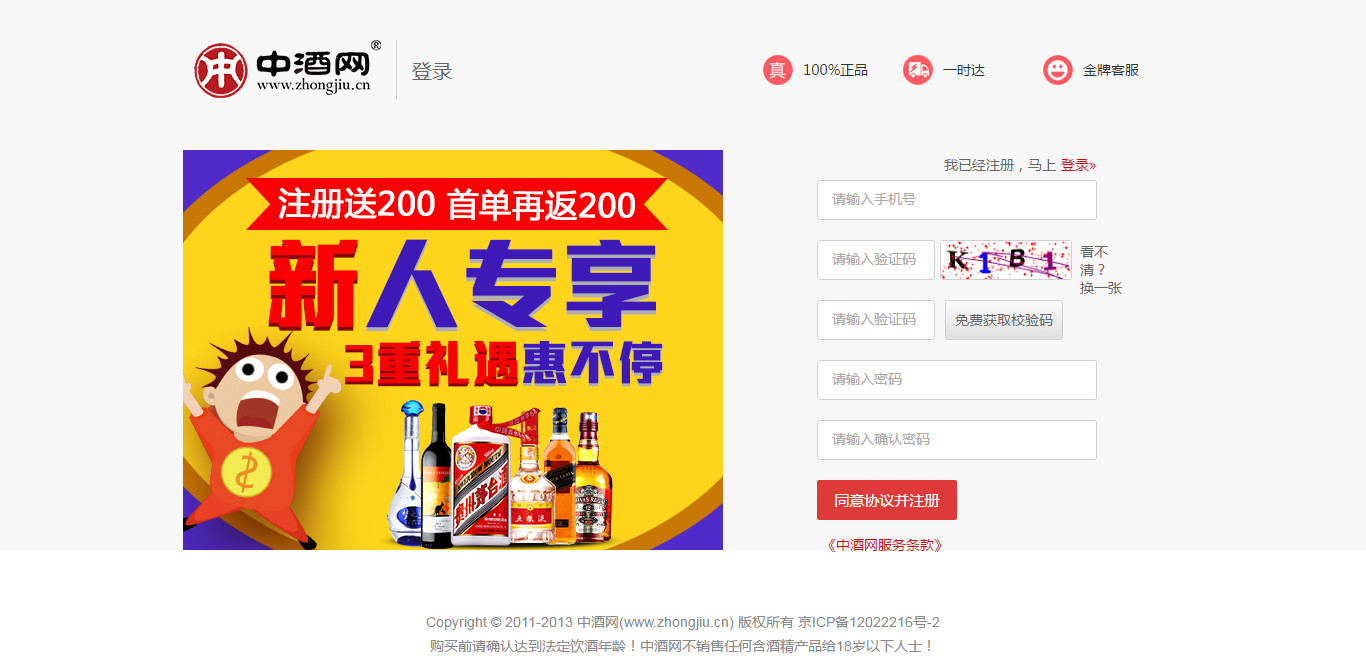 中酒网®
www.zhongjiu.cn
登录
真 100%正品
一时达
金牌客服
注册送200 首单再返200
新人专享
3重礼遇惠不停
贵州茅台酒
五粮液
我已经注册，马上 登录»
请输入手机号
请输入验证码
K1B1
看不
清？
换一张
请输入验证码
免费获取校验码
请输入密码
请输入确认密码
同意协议并注册
《中酒网服务条款》
Copyright © 2011-2013 中酒网(www.zhongjiu.cn) 版权所有 京ICP备12022216号-2
购买前请确认达到法定饮酒年龄！中酒网不销售任何含酒精产品给18岁以下人士！